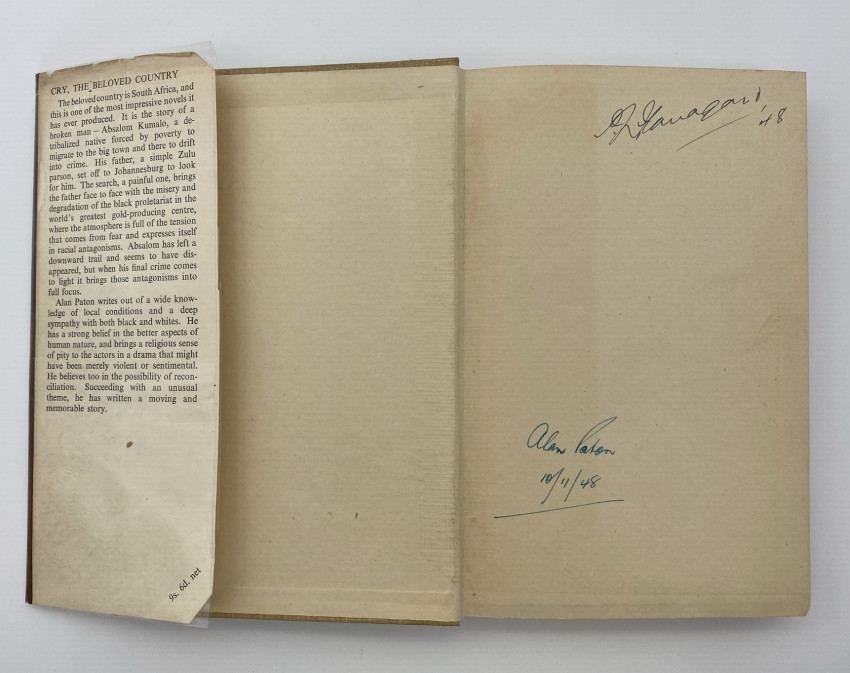 CRY, THE BELOVED COUNTRY
The beloved country is South Africa, and
this is one of the most impressive novels it
has ever produced. It is the story of a
broken man — Absalom Kumalo, a de-
tribalized native forced by poverty to
migrate to the big town and there to drift
into crime. His father, a simple Zulu
parson, set off to Johannesburg to look
for him. The search, a painful one, brings
the father face to face with the misery and
degradation of the black proletariat in the
world's greatest gold-producing centre,
where the atmosphere is full of the tension
that comes from fear and expresses itself
in racial antagonisms. Absalom has left a
downward trail and seems to have dis-
appeared, but when his final crime comes
to light it brings those antagonisms into
full focus.
Alan Paton writes out of a wide know-
ledge of local conditions and a deep
sympathy with both black and whites. He
has a strong belief in the better aspects of
human nature, and brings a religious sense
of pity to the actors in a drama that might
have been merely violent or sentimental.
He believes too in the possibility of recon-
ciliation. Succeeding with an unusual
theme, he has written a moving and
memorable story.
9s. 6d. net
'48
Alan Paton
10/11/48